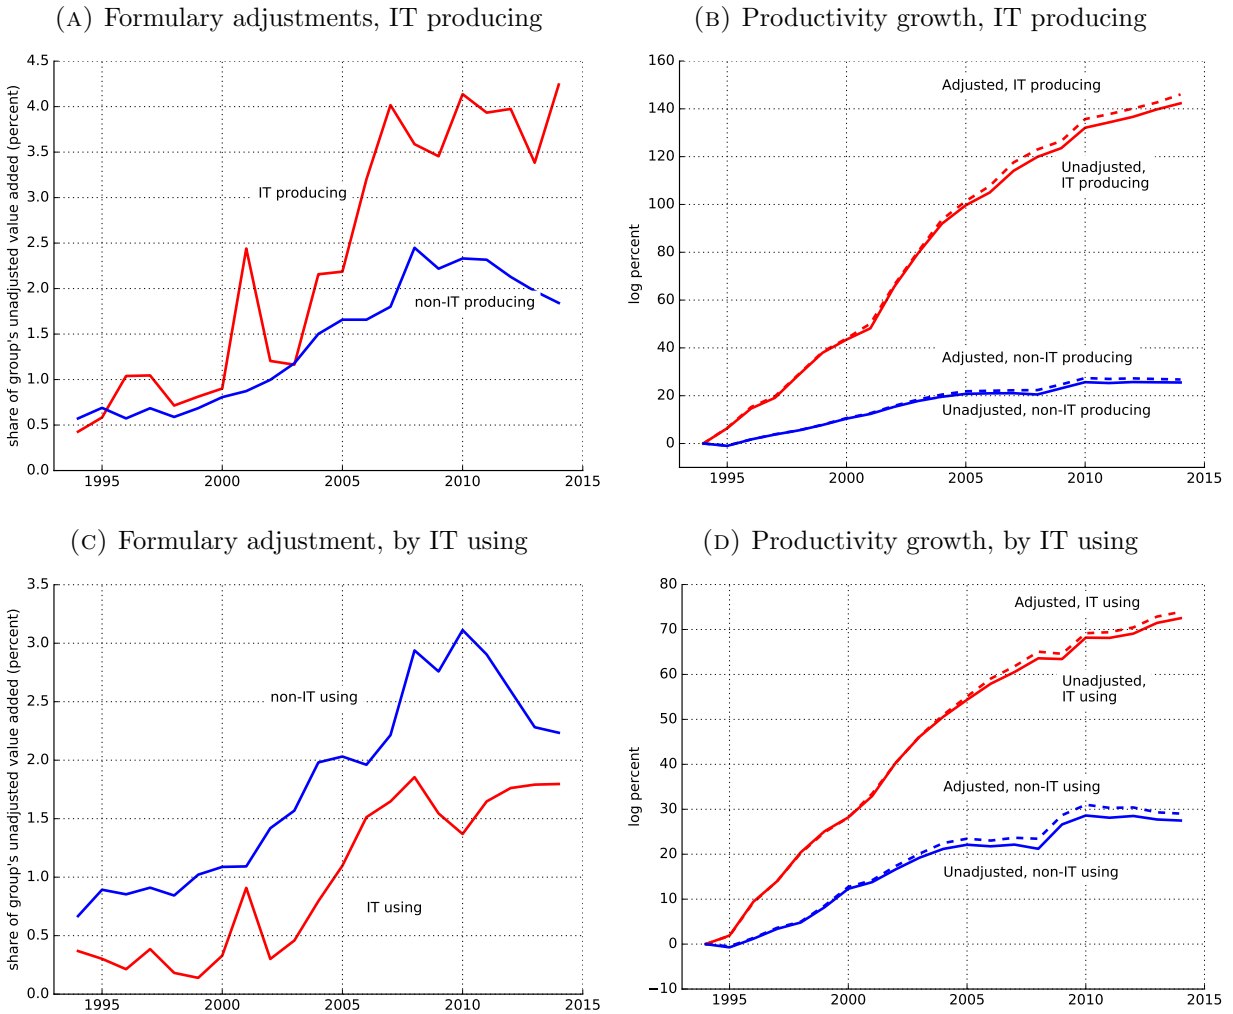 (A) Formulary adjustments, IT producing
4.5
4.0
3.5
3.0
2.5
2.0
1.5
1.0
0.5
0.0
share of group's unadjusted value added (percent)
IT producing
non-IT producing
1995
2000
2005
2010
2015
(B) Productivity growth, IT producing
160
140
120
100
80
60
40
20
0
log percent
Adjusted, IT producing
Unadjusted,
IT producing
Adjusted, non-IT producing
Unadjusted, non-IT producing
1995
2000
2005
2010
2015
(C) Formulary adjustment, by IT using
3.5
3.0
2.5
2.0
1.5
1.0
0.5
0.0
share of group's unadjusted value added (percent)
non-IT using
IT using
1995
2000
2005
2010
2015
(D) Productivity growth, by IT using
80
70
60
50
40
30
20
10
0
−10
log percent
Adjusted, IT using
Unadjusted,
IT using
Adjusted, non-IT using
Unadjusted, non-IT using
1995
2000
2005
2010
2015